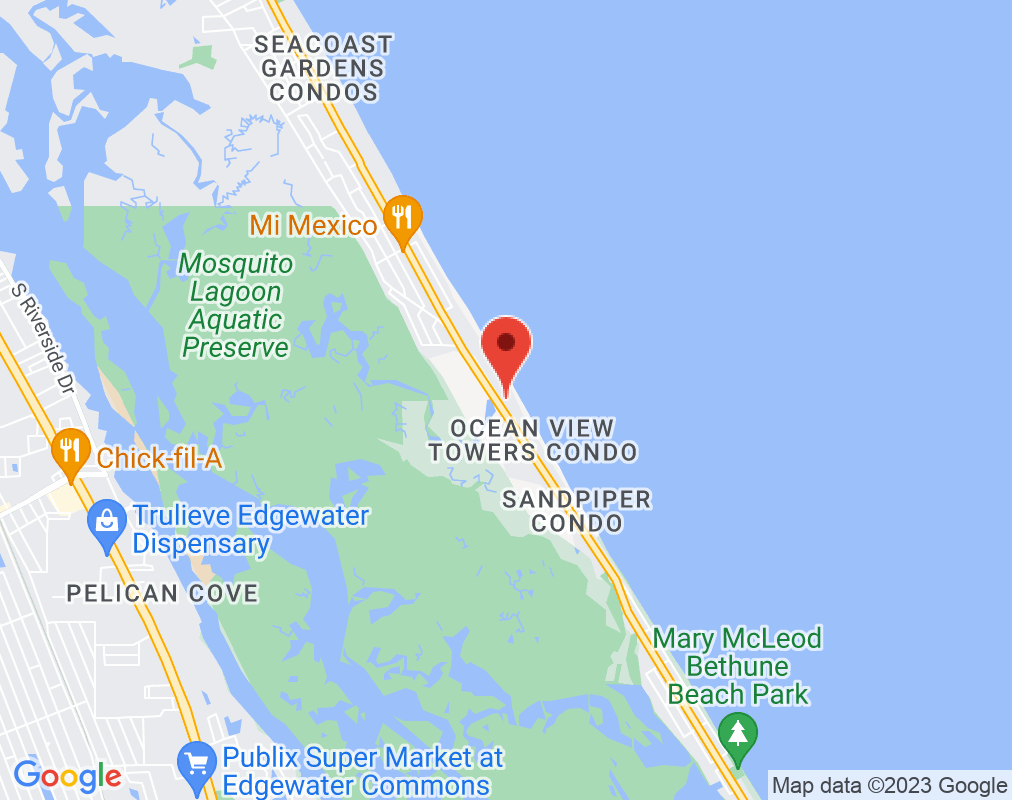 SEACOAST
GARDENS
CONDOS
Mi Mexico
Mosquito
Lagoon
Aquatic
Preserve
S Riverside Dr
OCEAN VIEW
TOWERS CONDO
Chick-fil-A
SANDPIPER
CONDO
Trulieve Edgewater
Dispensary
PELICAN COVE
Mary McLeod
Bethune
Beach Park
Publix Super Market at
Edgewater Commons
Google
Map data ©2023 Google